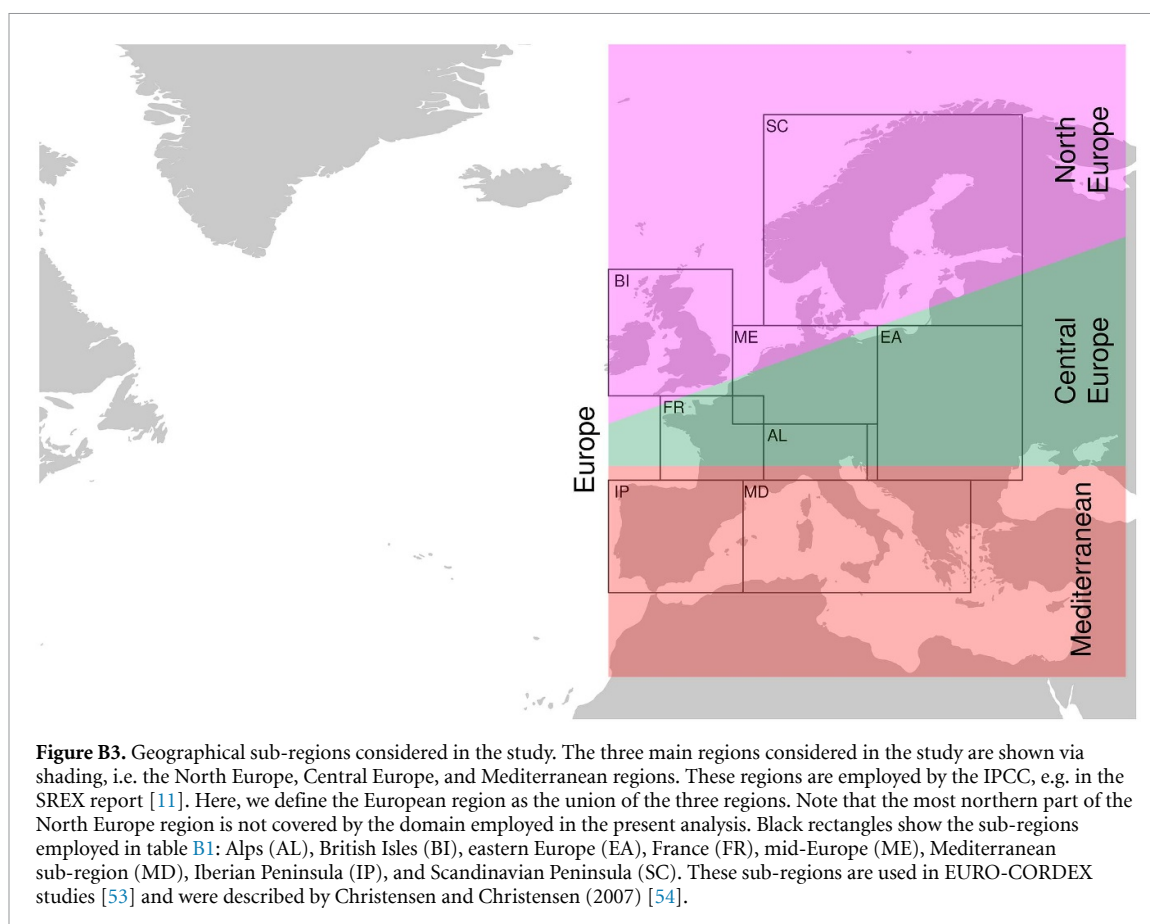 SC
North
Europe
BI
ME
EA
Central
Europe
FR
AL
Europe
IP
MD
Mediterranean
Figure B3. Geographical sub-regions considered in the study. The three main regions considered in the study are shown via
shading, i.e. the North Europe, Central Europe, and Mediterranean regions. These regions are employed by the IPCC, e.g. in the
SREX report [11]. Here, we define the European region as the union of the three regions. Note that the most northern part of the
North Europe region is not covered by the domain employed in the present analysis. Black rectangles show the sub-regions
employed in table B1: Alps (AL), British Isles (BI), eastern Europe (EA), France (FR), mid-Europe (ME), Mediterranean
sub-region (MD), Iberian Peninsula (IP), and Scandinavian Peninsula (SC). These sub-regions are used in EURO-CORDEX
studies [53] and were described by Christensen and Christensen (2007) [54].